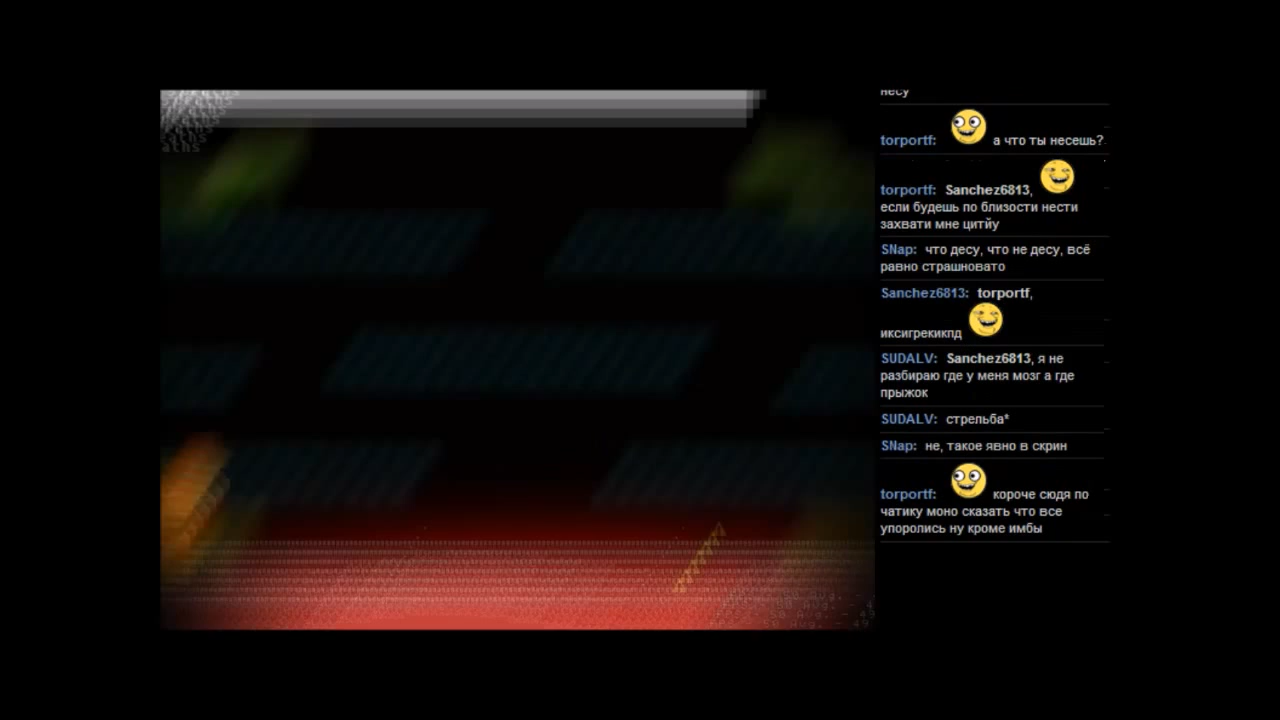 несу
torportf: а что ты несешь?
torportf: Sanchez6813,
если будешь по близости нести
захвати мне цитйу
SNap: что десу, что не десу, всё
равно страшновато
Sanchez6813: torportf,
иксигрекикпд
SUDALV: Sanchez6813, я не
разбираю где у меня мозг а где
прыжок
SUDALV: стрельба*
SNap: не, такое явно в скрин
torportf: короче сюдя по
чатику моно сказать что все
упоролись ну кроме имбы